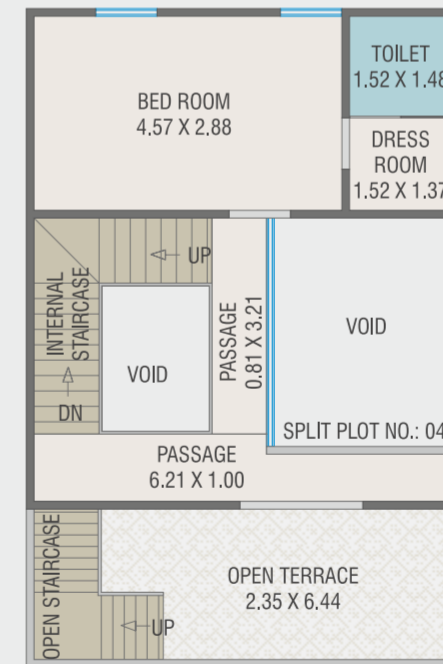 TOILET
1.52 X 1.48
BED ROOM
4.57 X 2.88
DRESS
ROOM
1.52 X 1.37
UP
INTERNAL
STAIRCASE
PASSAGE
0.81 X 3.21
VOID
VOID
DN
SPLIT PLOT NO.: 04
PASSAGE
6.21 X 1.00
OPEN STAIRCASE
OPEN TERRACE
2.35 X 6.44
UP